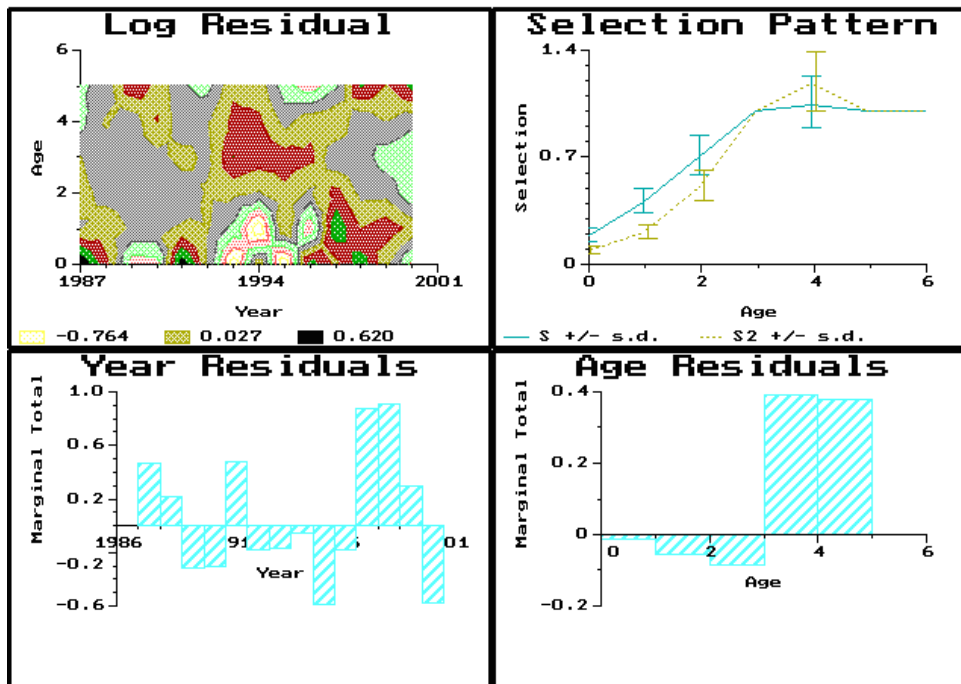 Log Residual
6
4
2
0
Age
1987
1994
2001
Year
-0.764
0.027
0.620
Selection Pattern
1.4
0.7
0
Selection
0
2
4
6
Age
S +/- s.d.
S2 +/- s.d.
Year Residuals
1.0
0.6
0.2
-0.2
-0.6
Marginal Total
1986
91
01
Year
Age Residuals
0.4
0.2
0
-0.2
Marginal Total
0
2
4
6
Age